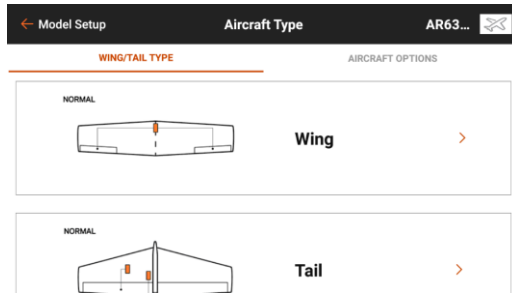 ← Model Setup Aircraft Type AR63...
WING/TAIL TYPE AIRCRAFT OPTIONS
NORMAL
Wing >
NORMAL
Tail >